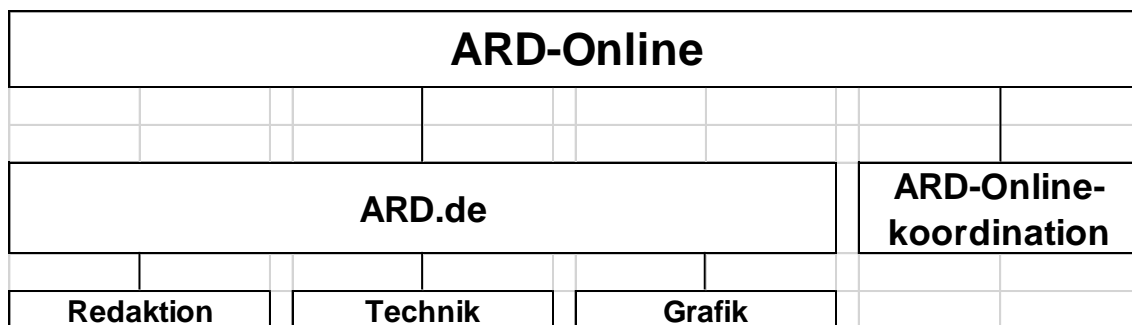 ARD-Online
ARD.de
ARD-Online-
koordination
Redaktion
Technik
Grafik